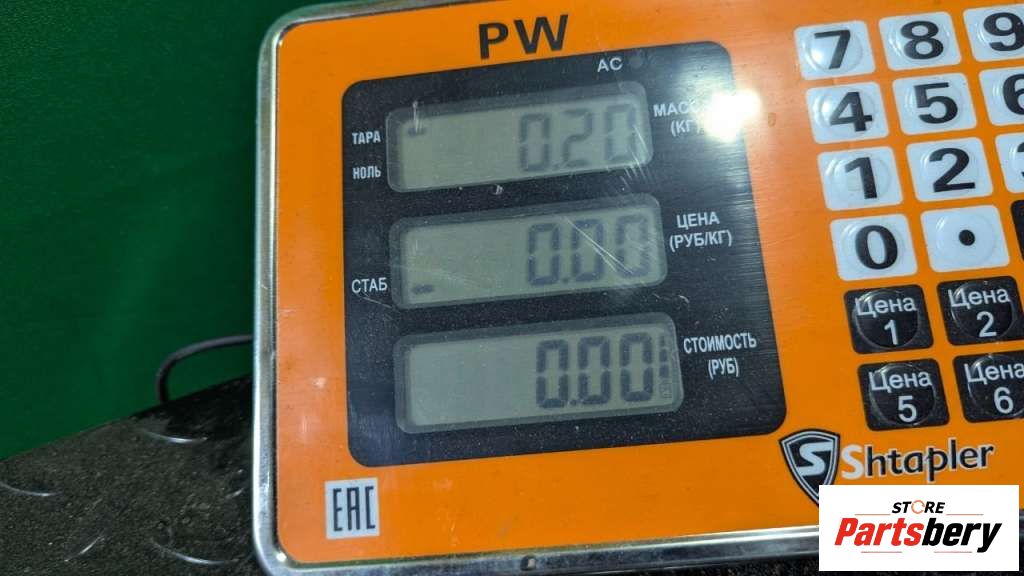 PW
AC
ТАРА
НОЛЬ
0.20
(КГ)
СТАБ
0.00
ЦЕНА
(РУБ/КГ)
0.00
СТОИМОСТЬ
(РУБ)
7 8 9
4 5 6
1 2
0 .
Цена 1
Цена 2
Цена 5
Цена 6
S Shtapler
EAC
STORE
Partsbery